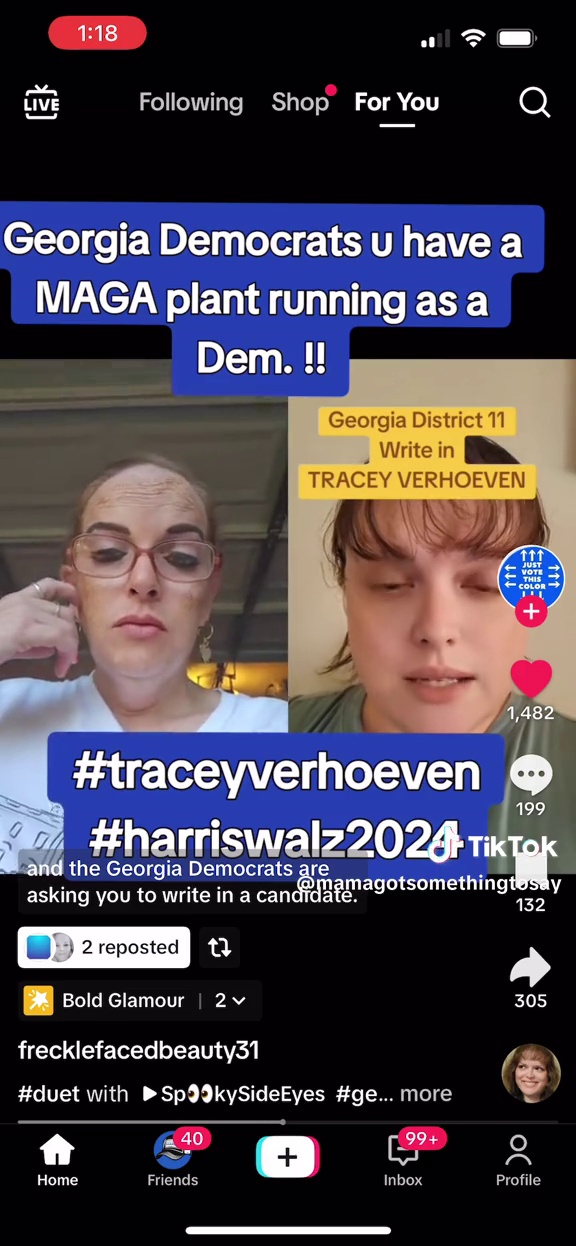 1:18
LIVE
Following Shop For You
Georgia Democrats u have a
MAGA plant running as a
Dem. !!
Georgia District 11
Write in
TRACEY VERHOEVEN
JUST
VOTE
THIS
COLOR
1,482
#traceyverhoeven
199
#harriswalz2024
TikTok
and the Georgia Democrats are
asking you to write in a candidate.
@mamagotsomethingtosay
132
2 reposted
305
Bold Glamour | 2
frecklefacedbeauty31
#duet with ▶Sp👀kySideEyes #ge... more
40
99+
Home Friends Inbox Profile